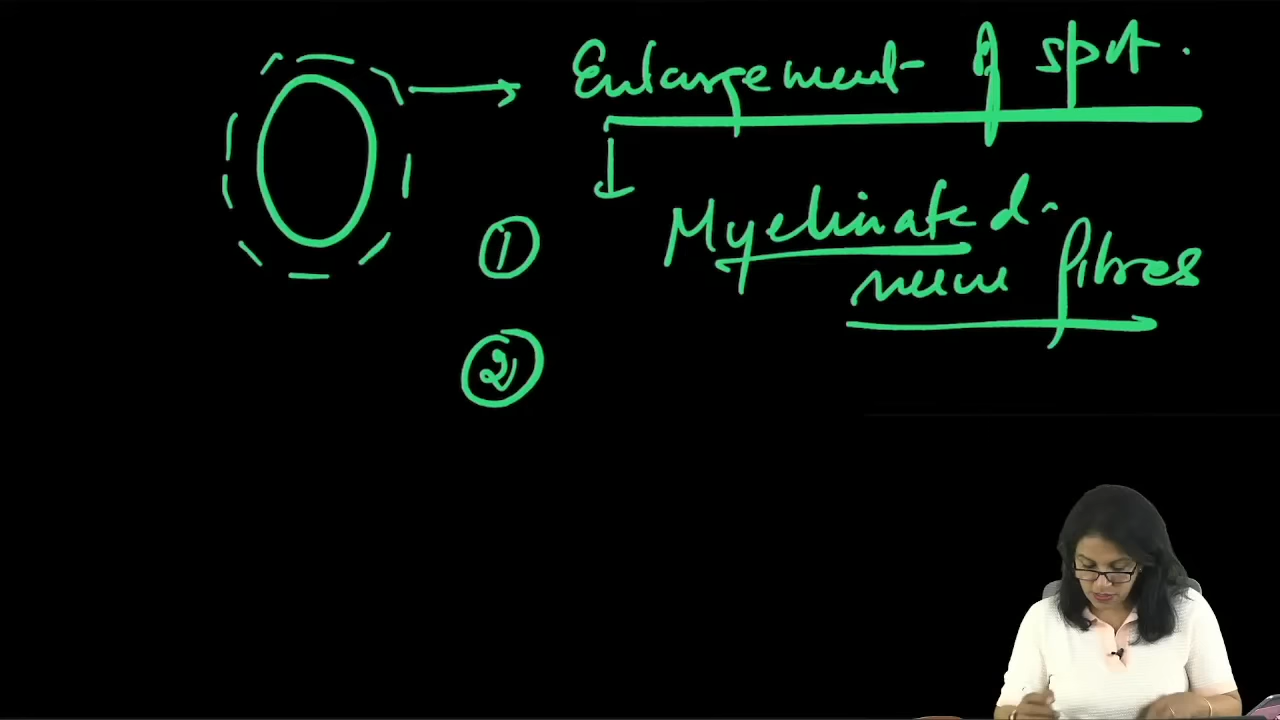 Enlargement of spot.
① Myelinated
nerve fibres
②